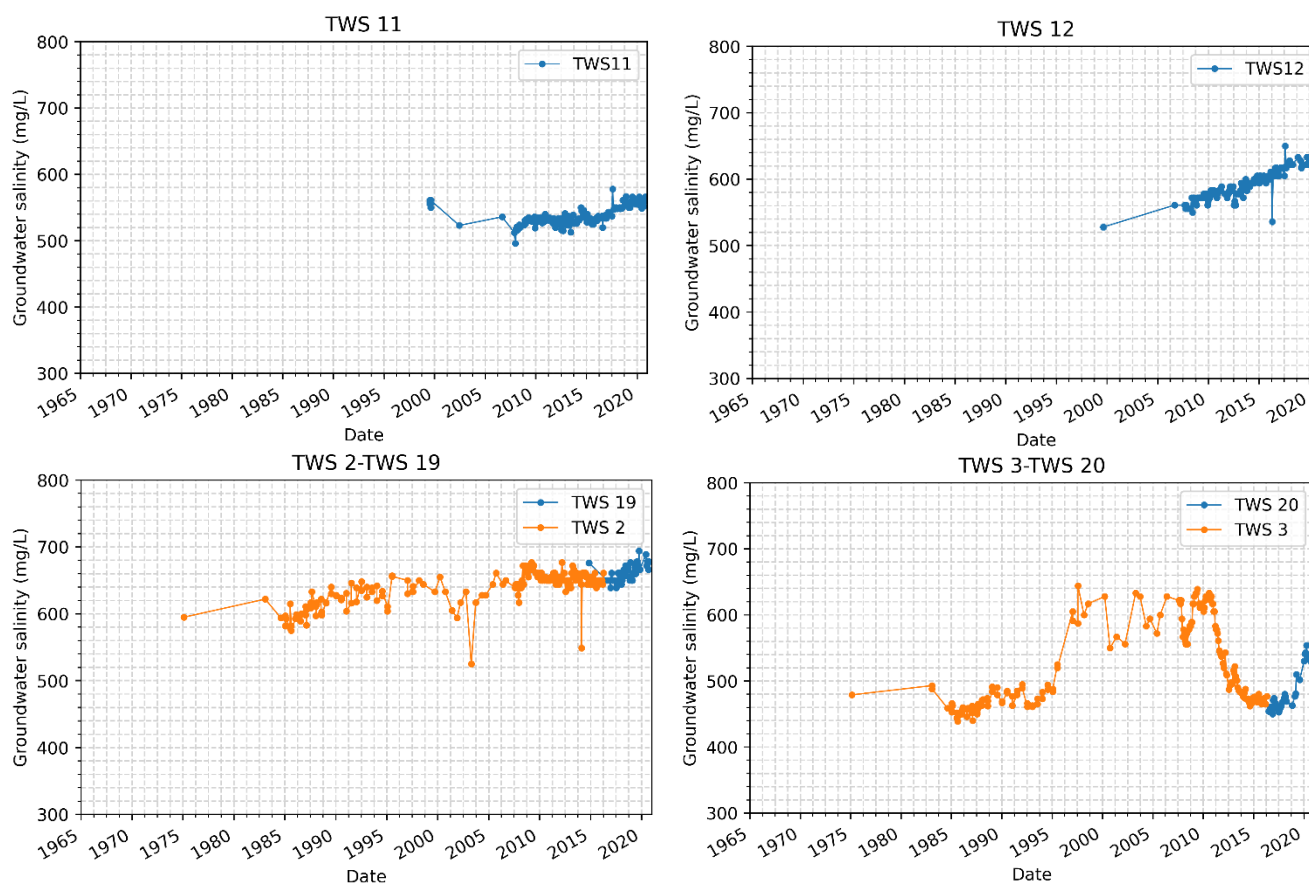 TWS 11
800
700
600
500
400
300
Groundwater salinity (mg/L)
TWS11
1965 1970 1975 1980 1985 1990 1995 2000 2005 2010 2015 2020
Date
TWS 12
800
700
600
500
400
300
Groundwater salinity (mg/L)
TWS12
1965 1970 1975 1980 1985 1990 1995 2000 2005 2010 2015 2020
Date
TWS 2-TWS 19
800
700
600
500
400
300
Groundwater salinity (mg/L)
TWS 19
TWS 2
1965 1970 1975 1980 1985 1990 1995 2000 2005 2010 2015 2020
Date
TWS 3-TWS 20
800
700
600
500
400
300
Groundwater salinity (mg/L)
TWS 20
TWS 3
1965 1970 1975 1980 1985 1990 1995 2000 2005 2010 2015 2020
Date